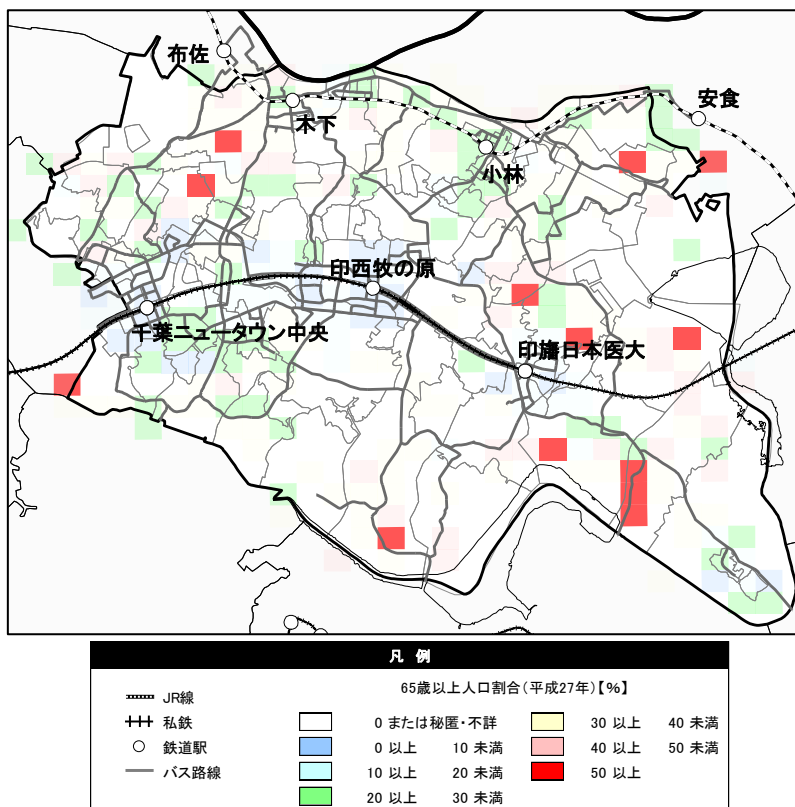 布佐
安食
木下
小林
印西牧の原
千葉ニュータウン中央
印旛日本医大
凡 例
65歳以上人口割合(平成27年)【%】
JR線
私鉄
鉄道駅
バス路線
0 または秘匿・不詳
0 以上 10 未満
10 以上 20 未満
20 以上 30 未満
30 以上 40 未満
40 以上 50 未満
50 以上